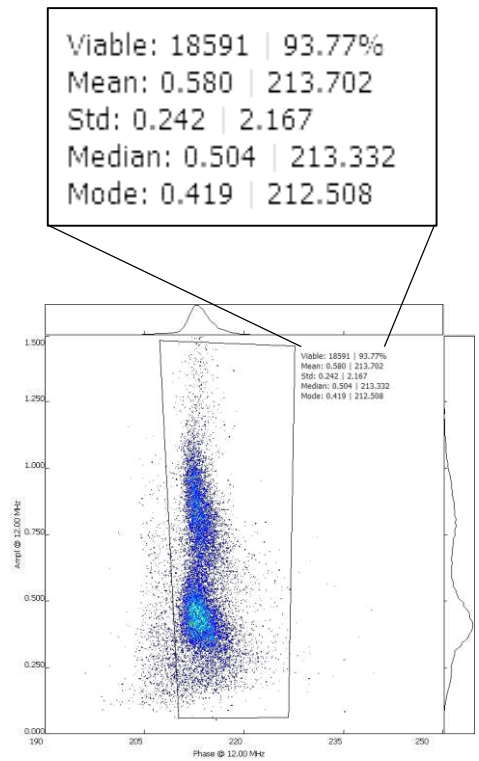 Viable: 18591 | 93.77%
Mean: 0.580 | 213.702
Std: 0.242 | 2.167
Median: 0.504 | 213.332
Mode: 0.419 | 212.508
1.500
Viable: 18591 | 93.77%
Mean: 0.580 | 213.702
Std: 0.242 | 2.167
Median: 0.504 | 213.332
Mode: 0.419 | 212.508
1.250
1.000
0.750
Ampl @ 12.00 MHz
0.500
0.250
0.000
190 205 220 235 250
Phase @ 12.00 MHz